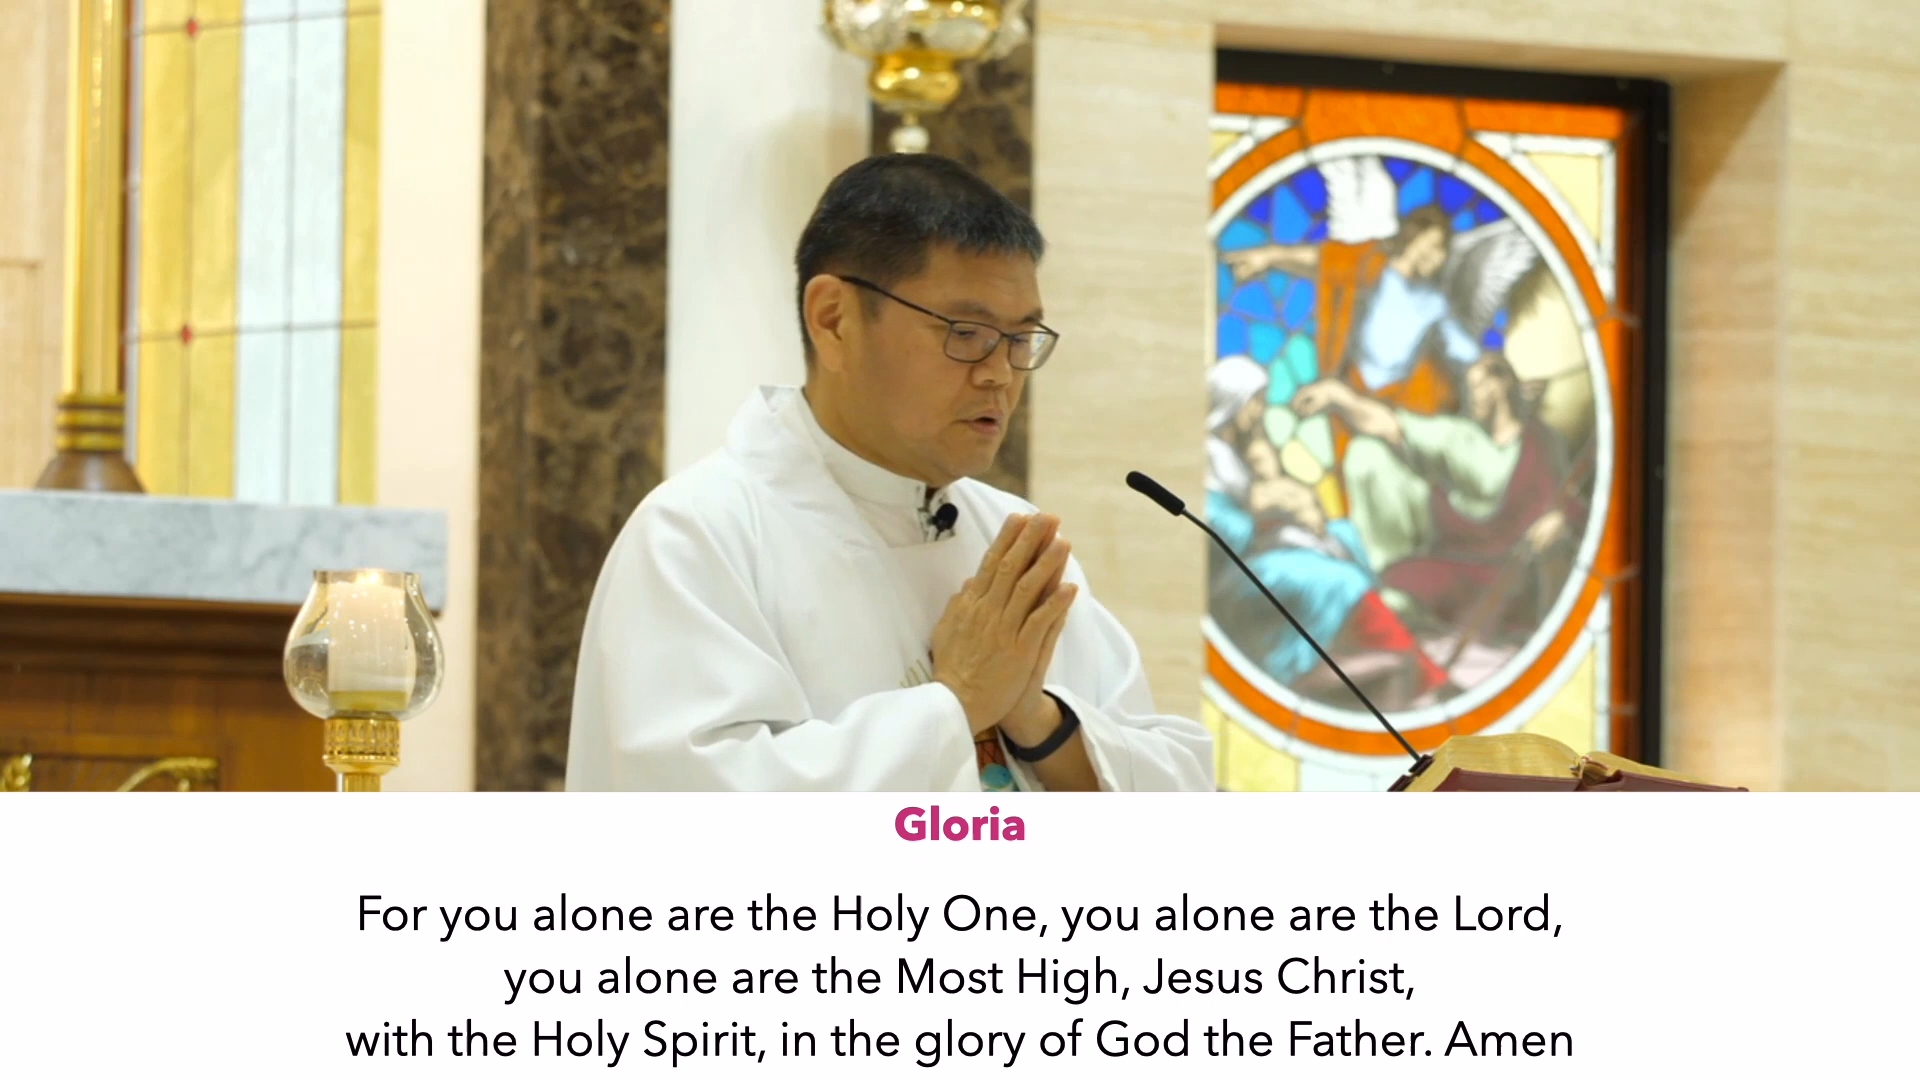 Gloria
For you alone are the Holy One, you alone are the Lord,
you alone are the Most High, Jesus Christ,
with the Holy Spirit, in the glory of God the Father. Amen